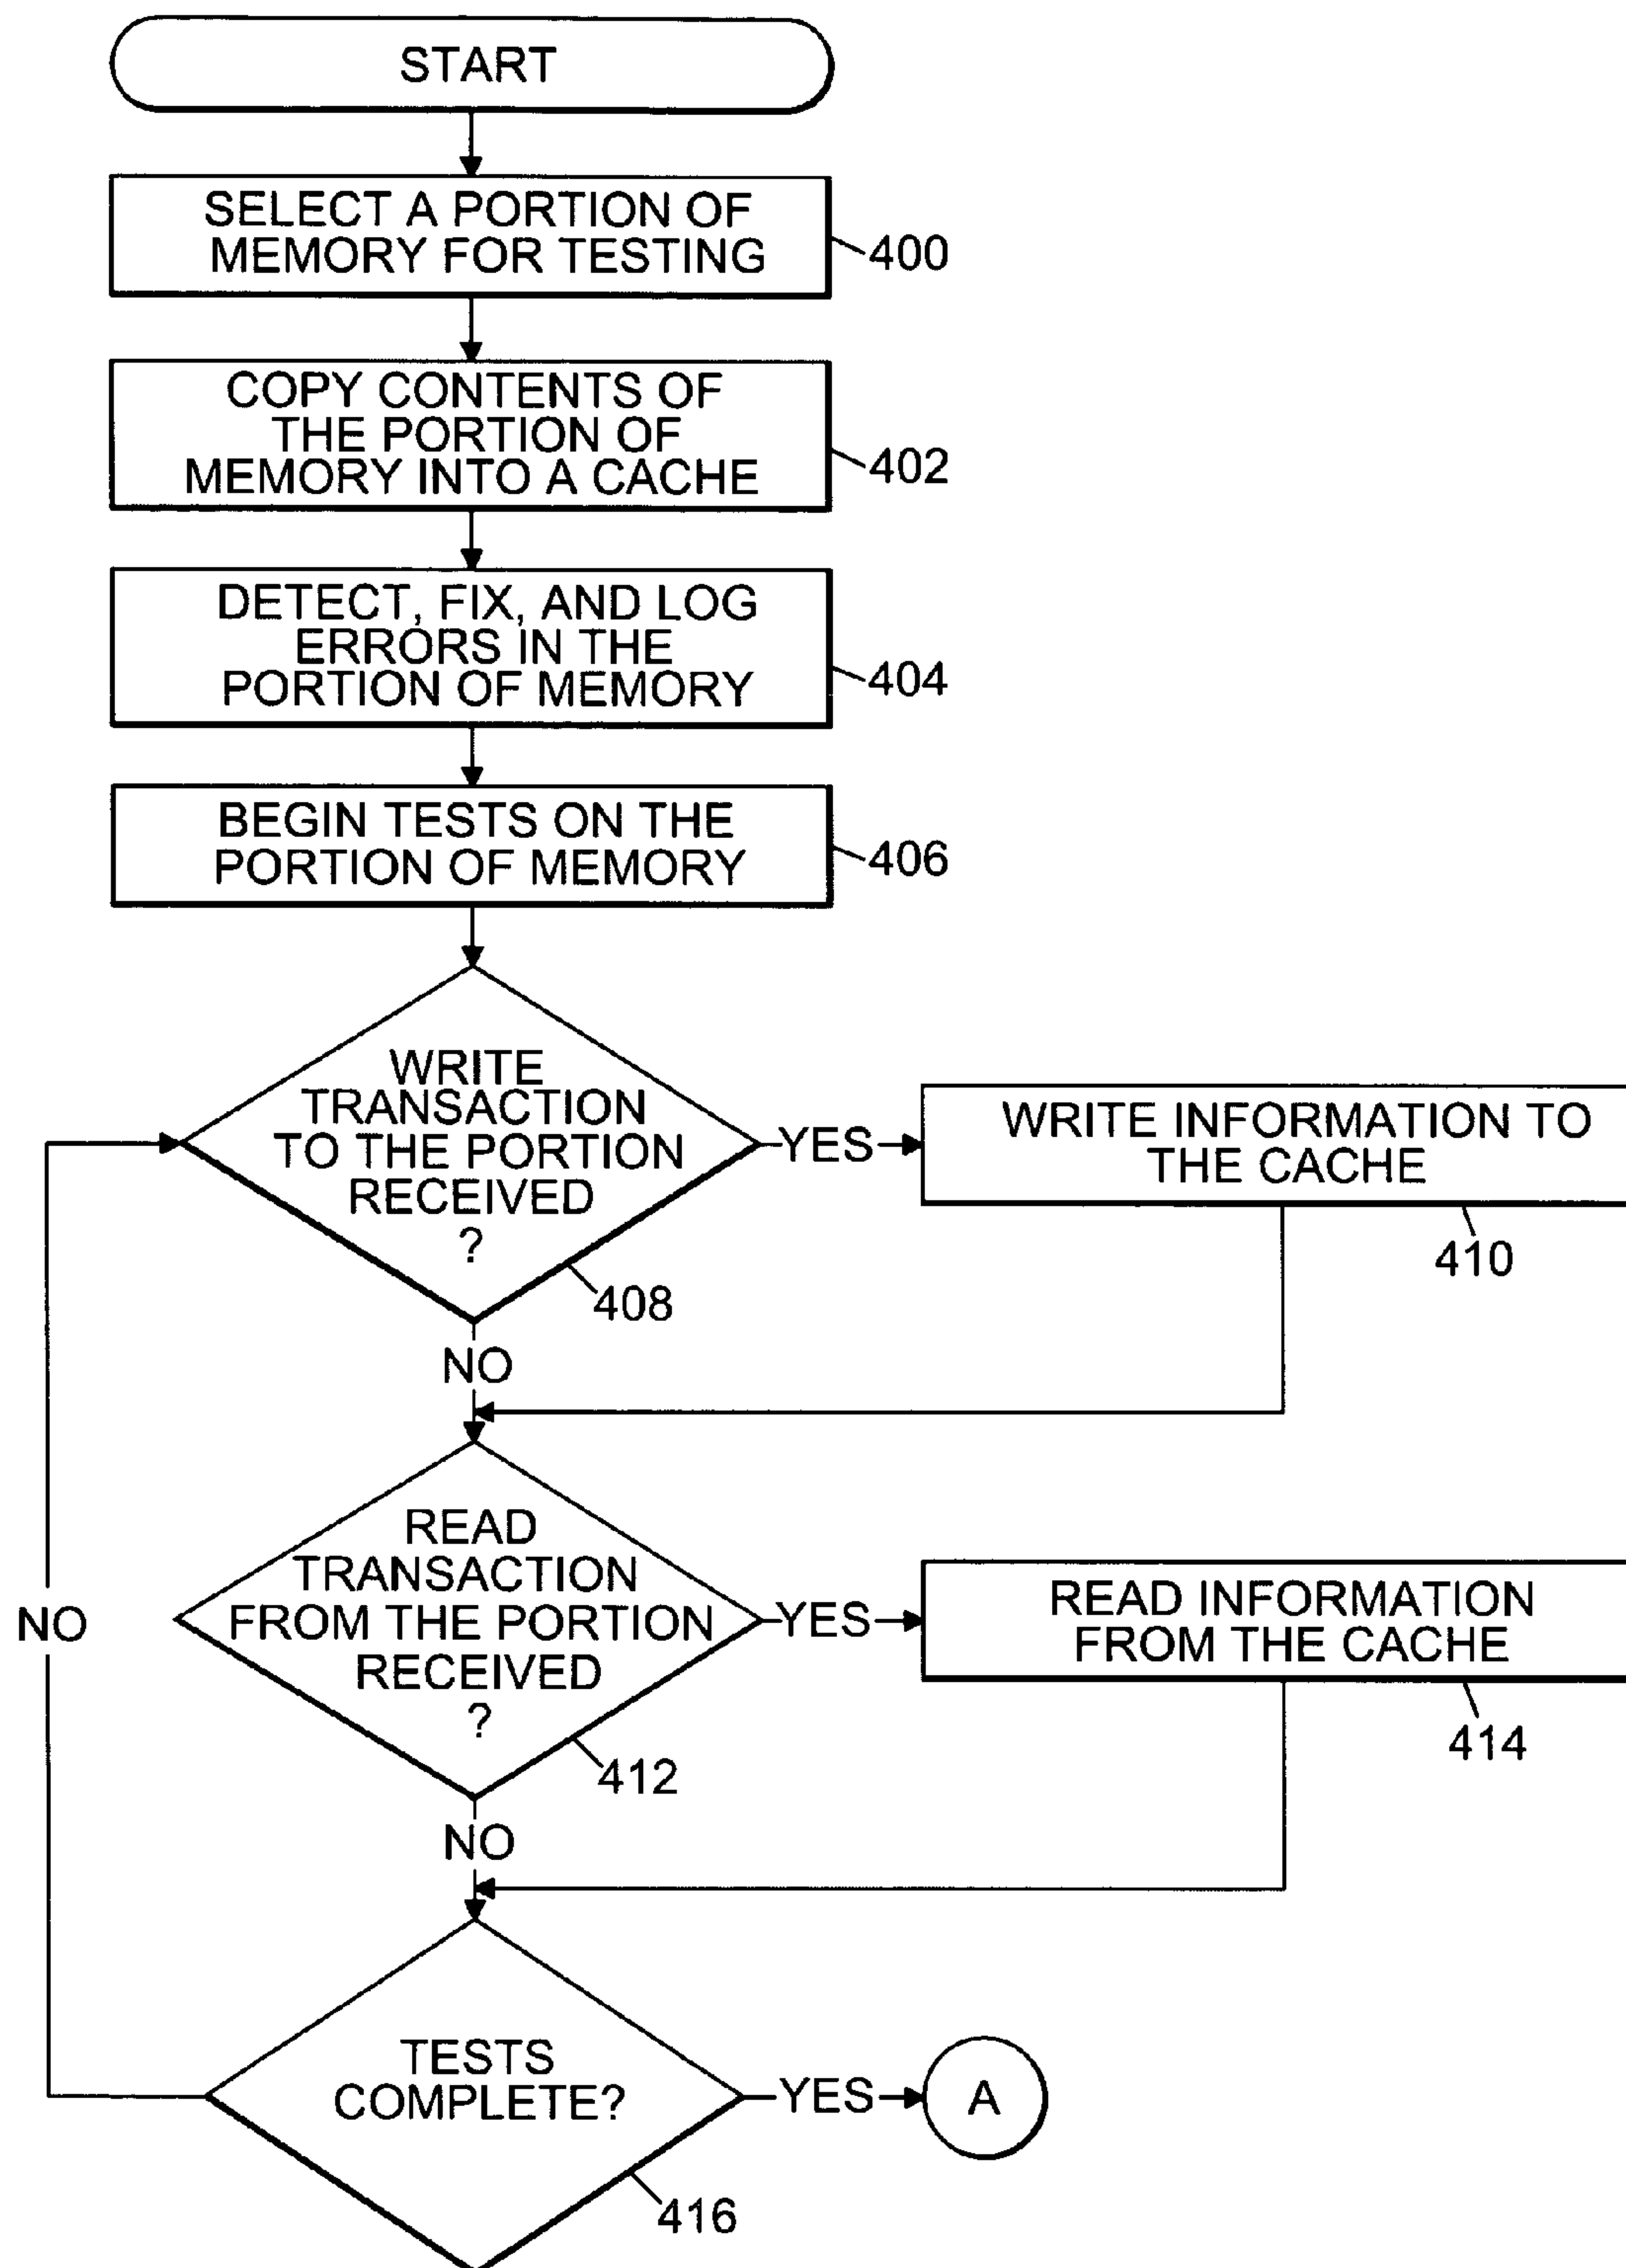 START
SELECT A PORTION OF
MEMORY FOR TESTING
400
COPY CONTENTS OF
THE PORTION OF
MEMORY INTO A CACHE
402
DETECT, FIX, AND LOG
ERRORS IN THE
PORTION OF MEMORY
404
BEGIN TESTS ON THE
PORTION OF MEMORY
406
WRITE
TRANSACTION
TO THE PORTION
RECEIVED
?
408
YES
WRITE INFORMATION TO
THE CACHE
410
NO
READ
TRANSACTION
FROM THE PORTION
RECEIVED
?
412
YES
READ INFORMATION
FROM THE CACHE
414
NO
NO
TESTS
COMPLETE?
416
YES
A